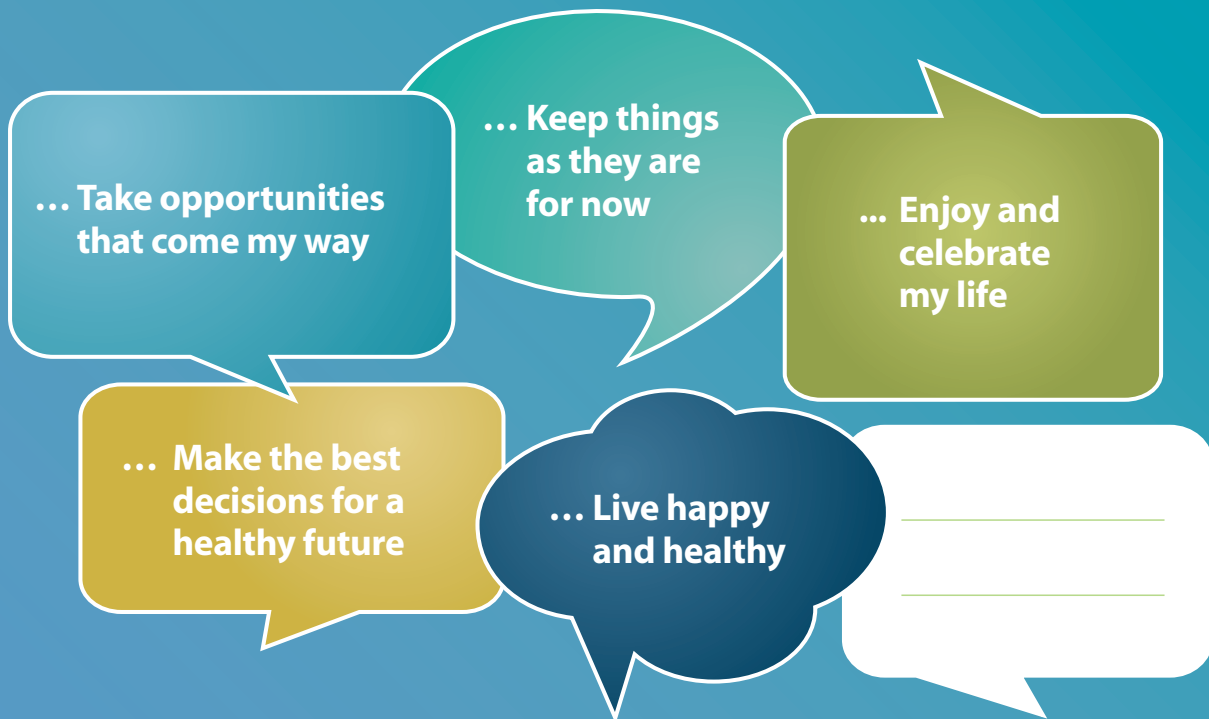 … Take opportunities
that come my way
… Keep things
as they are
for now
... Enjoy and
celebrate
my life
… Make the best
decisions for a
healthy future
… Live happy
and healthy